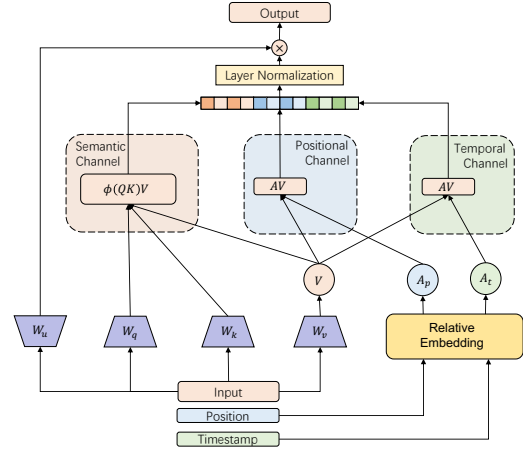 Output
×
Layer Normalization
Semantic
Channel
Positional
Channel
Temporal
Channel
ϕ(QK)V
AV
AV
V
A_p
A_t
W_u
W_q
W_k
W_v
Relative
Embedding
Input
Position
Timestamp